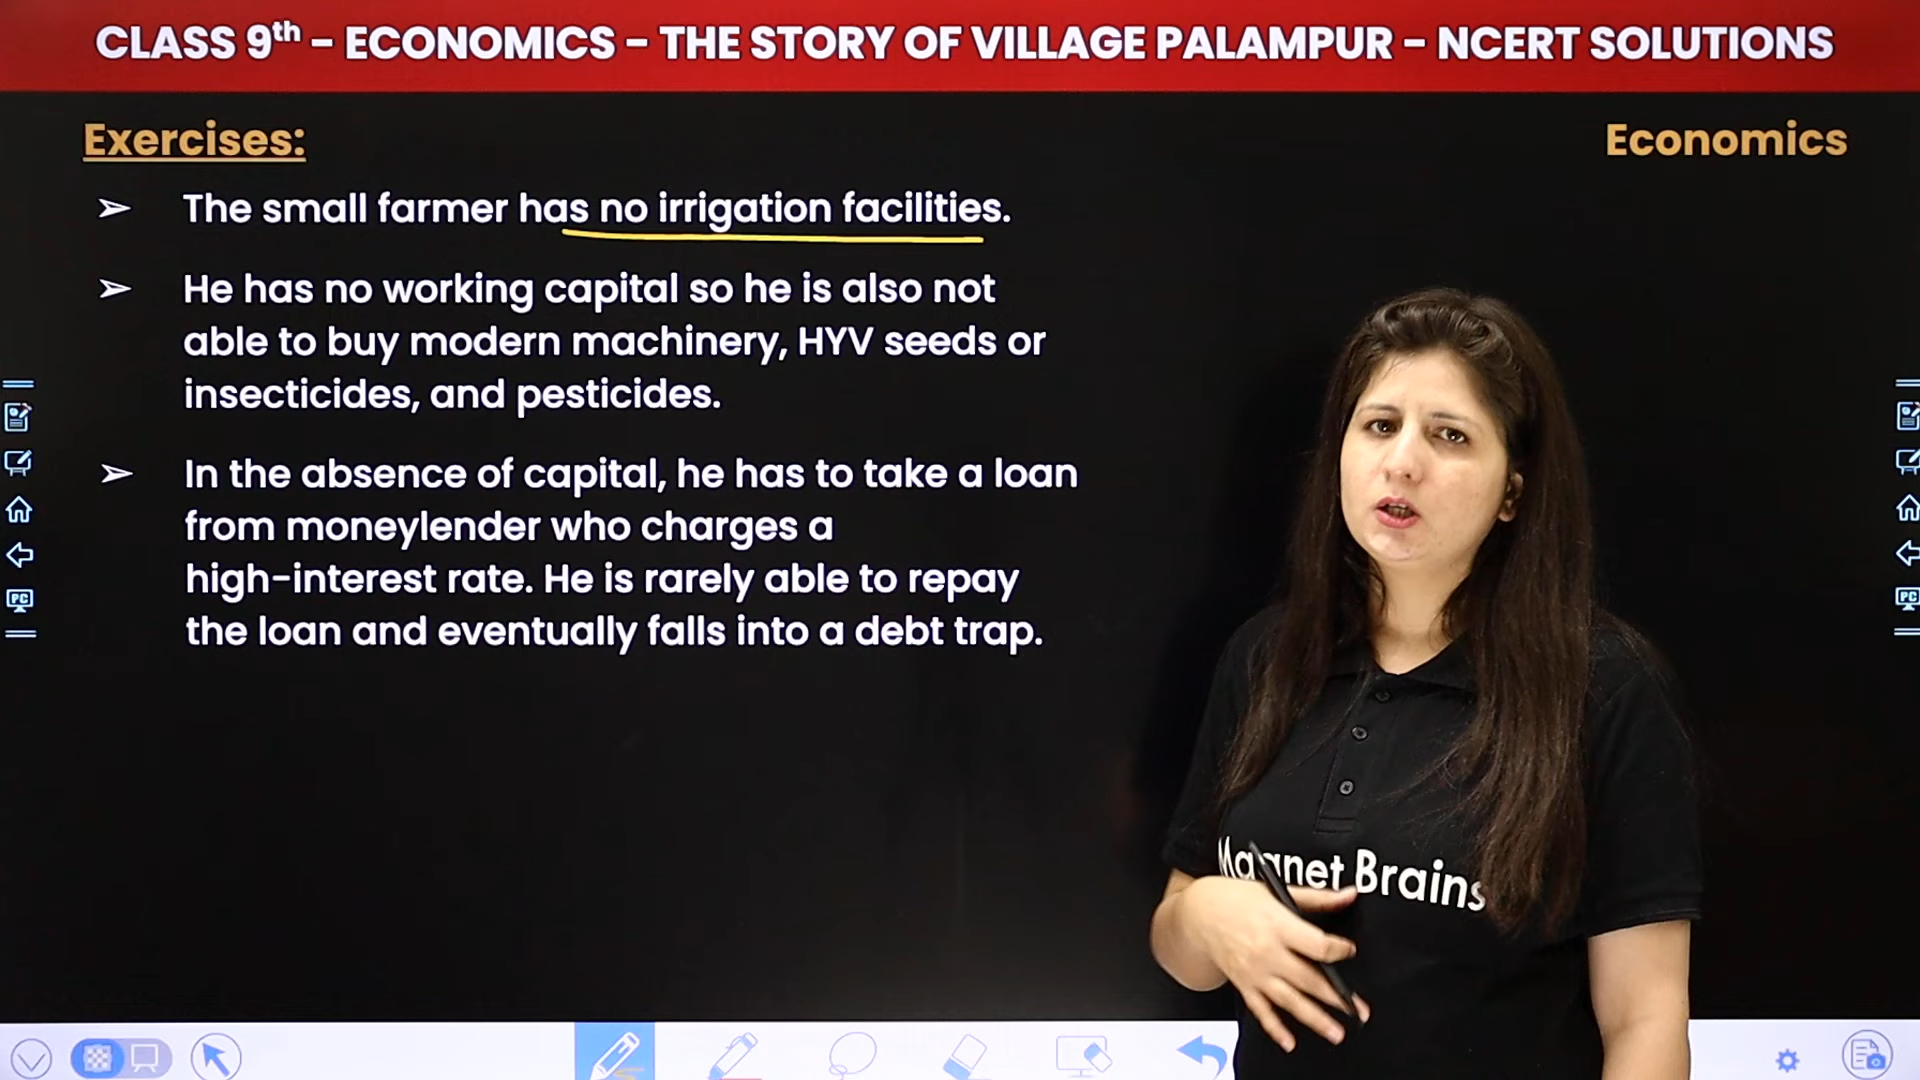 CLASS 9th - ECONOMICS - THE STORY OF VILLAGE PALAMPUR - NCERT SOLUTIONS
Exercises:
Economics
➢ The small farmer has no irrigation facilities.
➢ He has no working capital so he is also not
able to buy modern machinery, HYV seeds or
insecticides, and pesticides.
➢ In the absence of capital, he has to take a loan
from moneylender who charges a
high-interest rate. He is rarely able to repay
the loan and eventually falls into a debt trap.
PC
PC
Magnet Brains